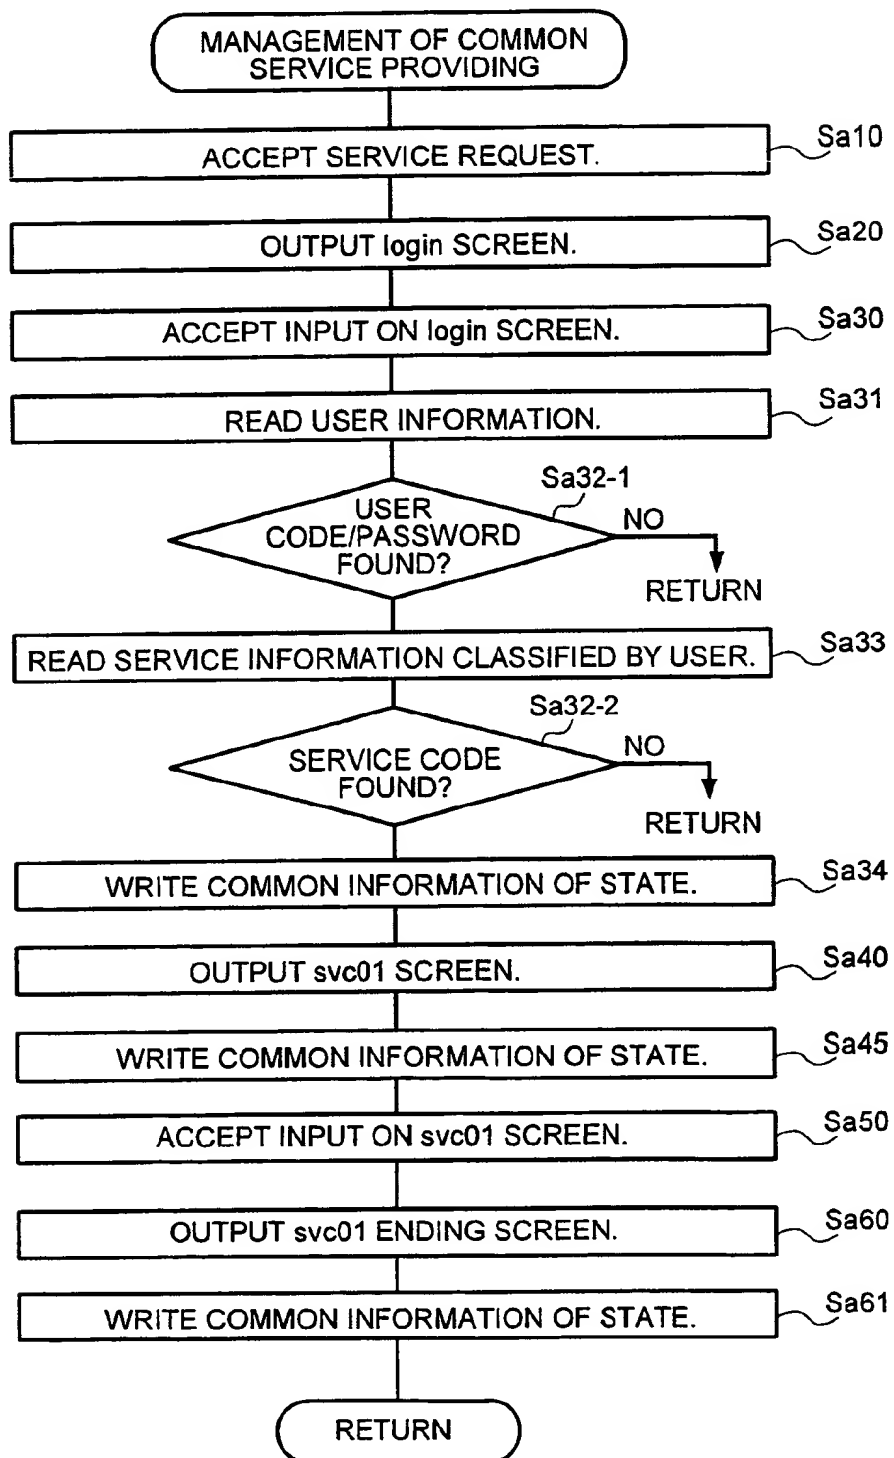 MANAGEMENT OF COMMON
SERVICE PROVIDING
ACCEPT SERVICE REQUEST.
Sa10
OUTPUT login SCREEN.
Sa20
ACCEPT INPUT ON login SCREEN.
Sa30
READ USER INFORMATION.
Sa31
Sa32-1
USER
CODE/PASSWORD
FOUND?
NO
RETURN
READ SERVICE INFORMATION CLASSIFIED BY USER.
Sa33
Sa32-2
SERVICE CODE
FOUND?
NO
RETURN
WRITE COMMON INFORMATION OF STATE.
Sa34
OUTPUT svc01 SCREEN.
Sa40
WRITE COMMON INFORMATION OF STATE.
Sa45
ACCEPT INPUT ON svc01 SCREEN.
Sa50
OUTPUT svc01 ENDING SCREEN.
Sa60
WRITE COMMON INFORMATION OF STATE.
Sa61
RETURN